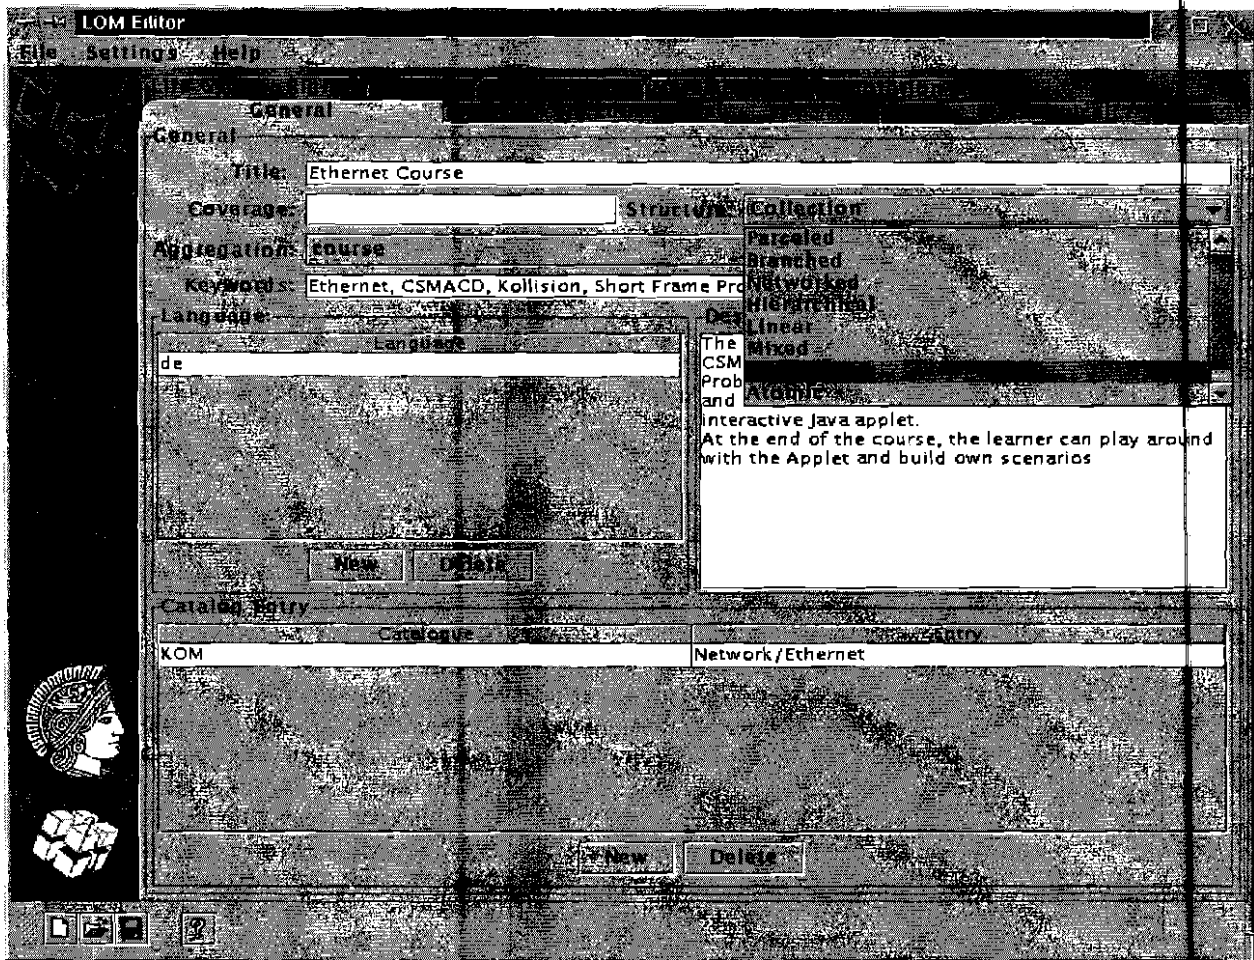 LOM Editor
File Settings Help
General
General
Title: Ethernet Course
Coverage: Structure: Collection
Parceled
Branched
Networked
Hierarchical
Linear
Mixed
Atomic
Aggregation: course
Keywords: Ethernet, CSMACD, Kollision, Short Frame Pro
Language
Language
de
New Delete
Des
The
CSM
Prob
and
interactive Java applet.
At the end of the course, the learner can play around
with the Applet and build own scenarios
Catalog Entry
Catalogue Entry
KOM Network/Ethernet
New Delete